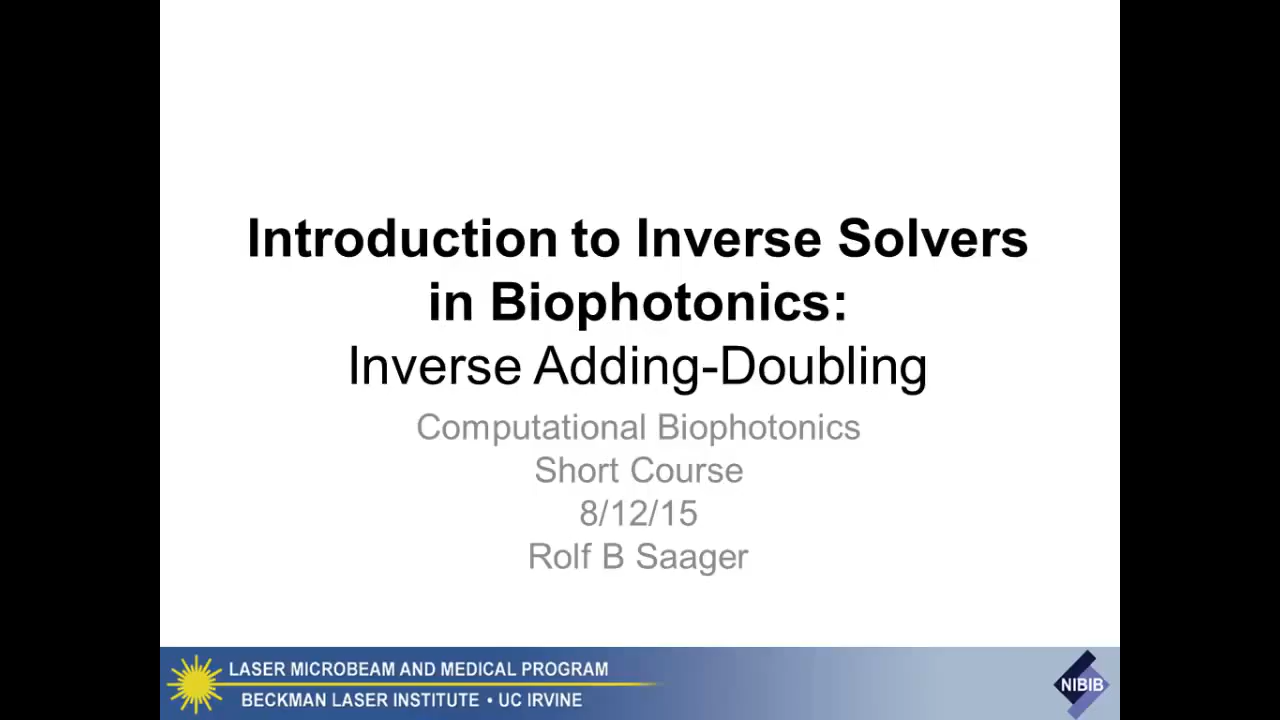 Introduction to Inverse Solvers
in Biophotonics:
Inverse Adding-Doubling
Computational Biophotonics
Short Course
8/12/15
Rolf B Saager
LASER MICROBEAM AND MEDICAL PROGRAM
BECKMAN LASER INSTITUTE • UC IRVINE
NIBIB